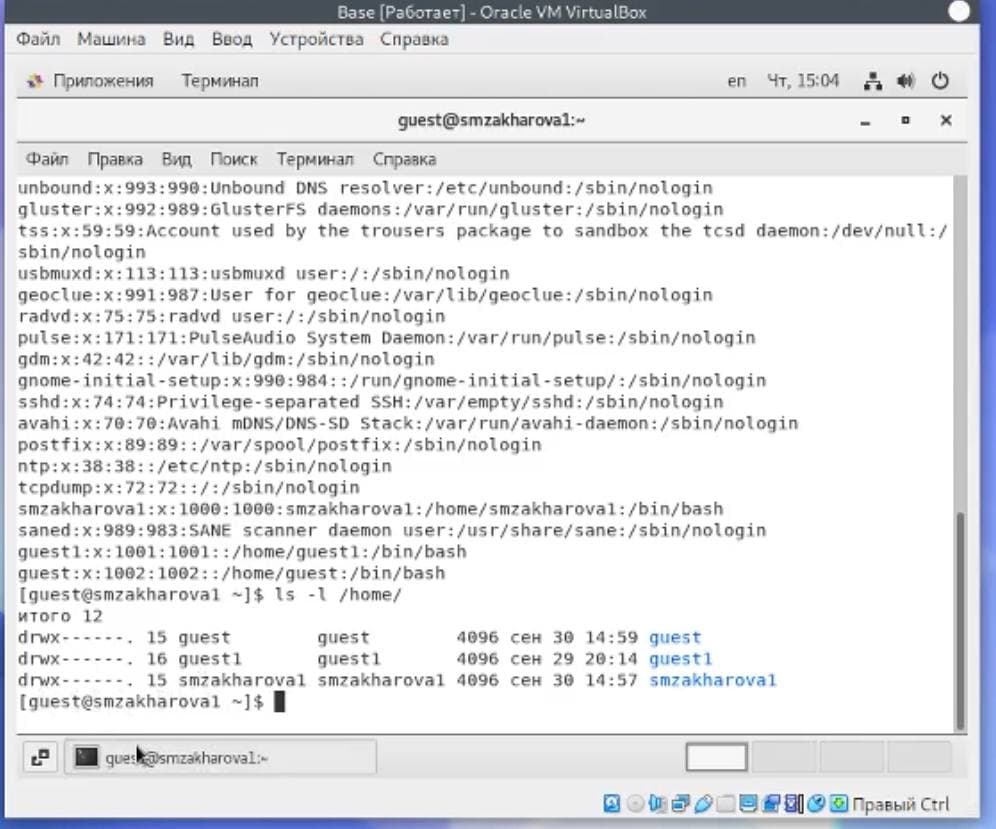 Base [Работает] - Oracle VM VirtualBox
Файл Машина Вид Ввод Устройства Справка
Приложения Терминал en Чт, 15:04
guest@smzakharova1:~
Файл Правка Вид Поиск Терминал Справка
unbound:x:993:990:Unbound DNS resolver:/etc/unbound:/sbin/nologin
gluster:x:992:989:GlusterFS daemons:/var/run/gluster:/sbin/nologin
tss:x:59:59:Account used by the trousers package to sandbox the tcsd daemon:/dev/null:/
sbin/nologin
usbmuxd:x:113:113:usbmuxd user:/:/sbin/nologin
geoclue:x:991:987:User for geoclue:/var/lib/geoclue:/sbin/nologin
radvd:x:75:75:radvd user:/:/sbin/nologin
pulse:x:171:171:PulseAudio System Daemon:/var/run/pulse:/sbin/nologin
gdm:x:42:42::/var/lib/gdm:/sbin/nologin
gnome-initial-setup:x:990:984::/run/gnome-initial-setup/:/sbin/nologin
sshd:x:74:74:Privilege-separated SSH:/var/empty/sshd:/sbin/nologin
avahi:x:70:70:Avahi mDNS/DNS-SD Stack:/var/run/avahi-daemon:/sbin/nologin
postfix:x:89:89::/var/spool/postfix:/sbin/nologin
ntp:x:38:38::/etc/ntp:/sbin/nologin
tcpdump:x:72:72::/:/sbin/nologin
smzakharova1:x:1000:1000:smzakharova1:/home/smzakharova1:/bin/bash
saned:x:989:983:SANE scanner daemon user:/usr/share/sane:/sbin/nologin
guest1:x:1001:1001::/home/guest1:/bin/bash
guest:x:1002:1002::/home/guest:/bin/bash
[guest@smzakharova1 ~]$ ls -l /home/
итого 12
drwx------. 15 guest guest 4096 сен 30 14:59 guest
drwx------. 16 guest1 guest1 4096 сен 29 20:14 guest1
drwx------. 15 smzakharova1 smzakharova1 4096 сен 30 14:57 smzakharova1
[guest@smzakharova1 ~]$
guest@smzakharova1:~
Правый Ctrl